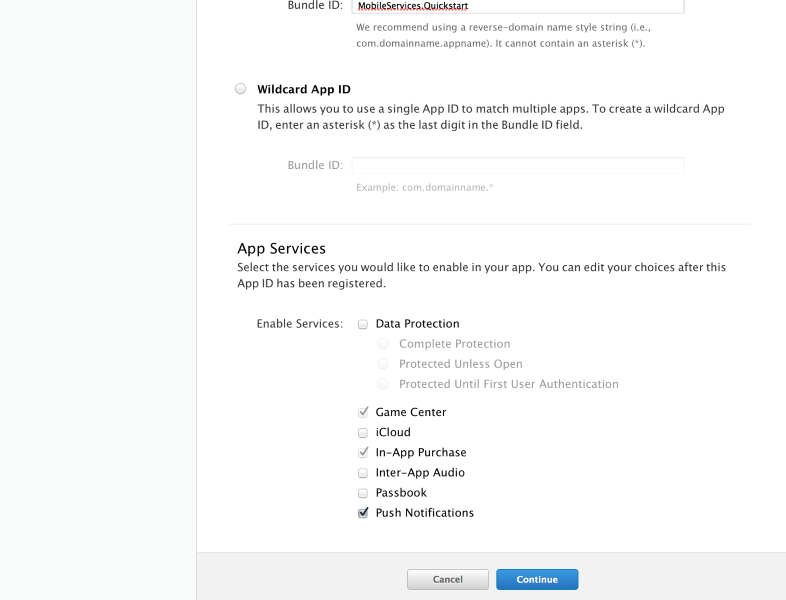 Bundle ID: MobileServices.Quickstart
We recommend using a reverse-domain name style string (i.e.,
com.domainname.appname). It cannot contain an asterisk (*).
Wildcard App ID
This allows you to use a single App ID to match multiple apps. To create a wildcard App
ID, enter an asterisk (*) as the last digit in the Bundle ID field.
Bundle ID:
Example: com.domainname.*
App Services
Select the services you would like to enable in your app. You can edit your choices after this
App ID has been registered.
Enable Services: Data Protection
Complete Protection
Protected Unless Open
Protected Until First User Authentication
Game Center
iCloud
In-App Purchase
Inter-App Audio
Passbook
Push Notifications
Cancel Continue